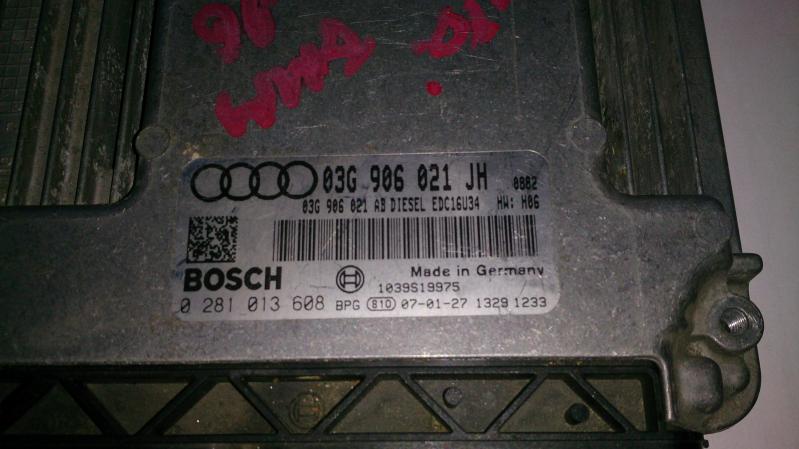 03G 906 021 JH 0882
03G 906 021 AB DIESEL EDC16U34 HW: H06
BOSCH
Made in Germany
1039S19975
0 281 013 608 BPG 810 07-01-27 1329 1233